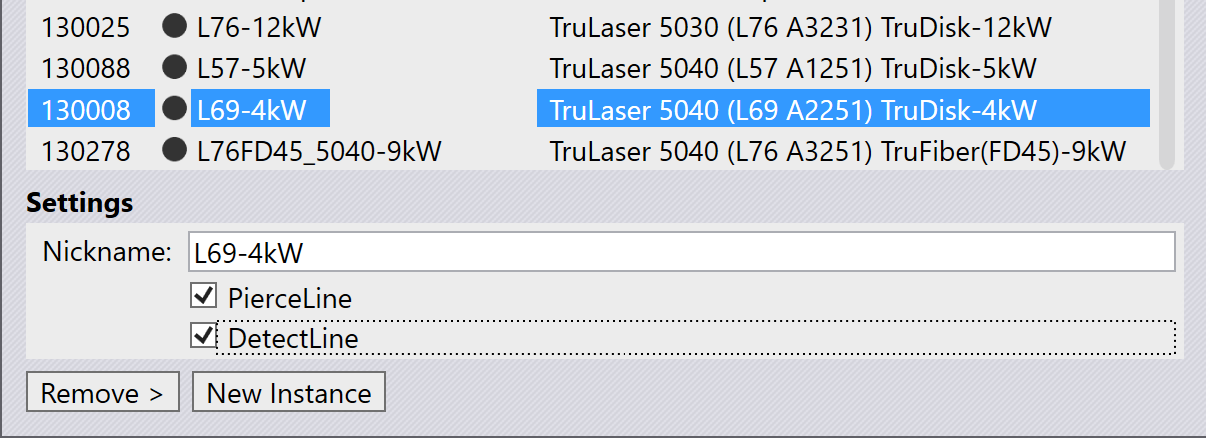 130025 L76-12kW TruLaser 5030 (L76 A3231) TruDisk-12kW
130088 L57-5kW TruLaser 5040 (L57 A1251) TruDisk-5kW
130008 L69-4kW TruLaser 5040 (L69 A2251) TruDisk-4kW
130278 L76FD45_5040-9kW TruLaser 5040 (L76 A3251) TruFiber(FD45)-9kW
Settings
Nickname: L69-4kW
PierceLine
DetectLine
Remove > New Instance